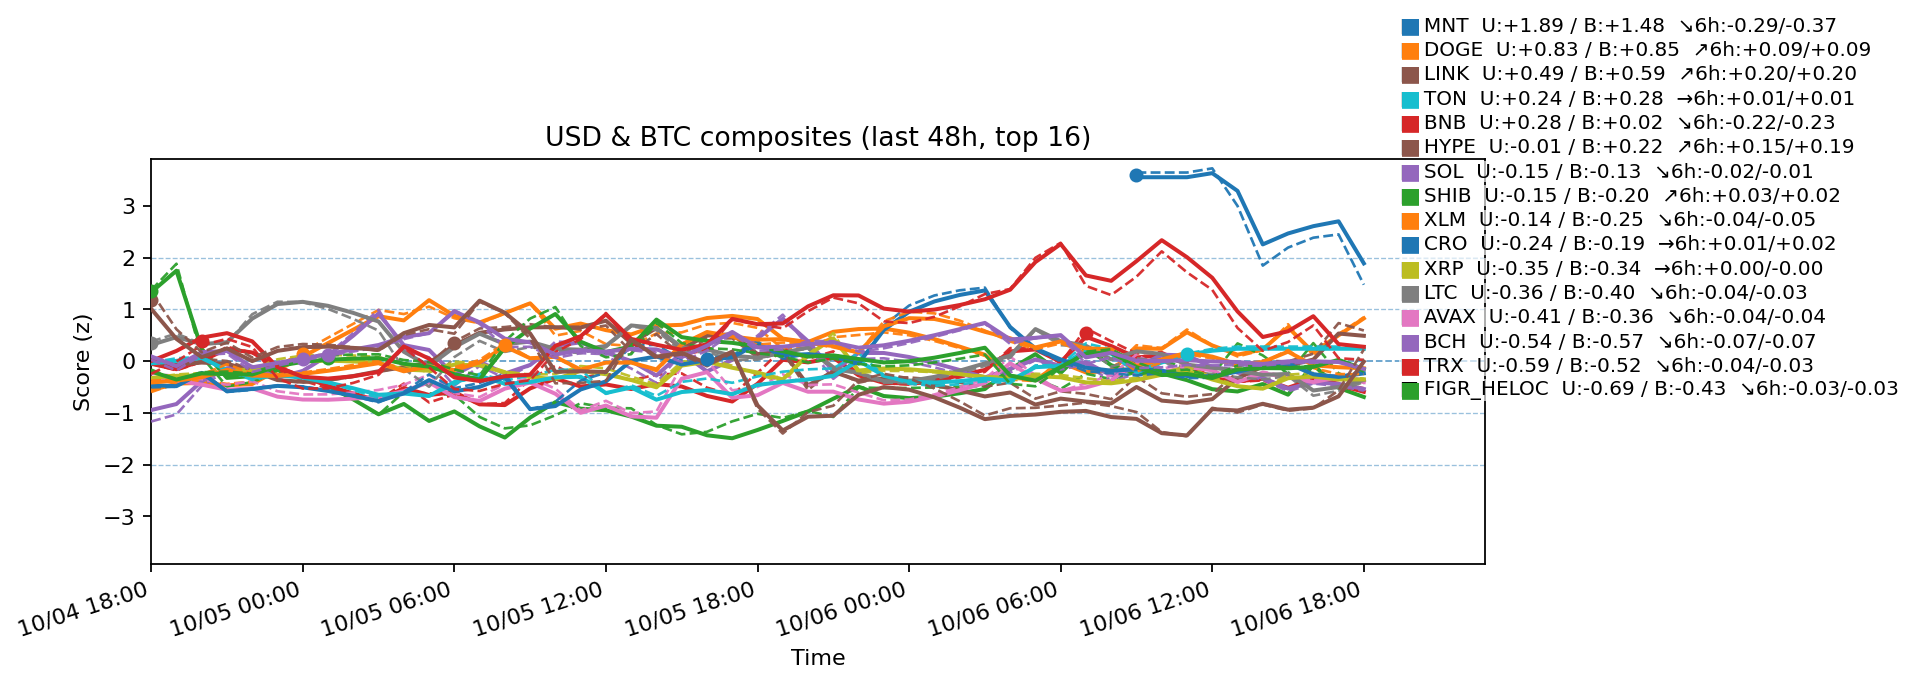 MNT U:+1.89 / B:+1.48 ↘6h:-0.29/-0.37
DOGE U:+0.83 / B:+0.85 ↗6h:+0.09/+0.09
LINK U:+0.49 / B:+0.59 ↗6h:+0.20/+0.20
TON U:+0.24 / B:+0.28 →6h:+0.01/+0.01
BNB U:+0.28 / B:+0.02 ↘6h:-0.22/-0.23
HYPE U:-0.01 / B:+0.22 ↗6h:+0.15/+0.19
SOL U:-0.15 / B:-0.13 ↘6h:-0.02/-0.01
SHIB U:-0.15 / B:-0.20 ↗6h:+0.03/+0.02
XLM U:-0.14 / B:-0.25 ↘6h:-0.04/-0.05
CRO U:-0.24 / B:-0.19 →6h:+0.01/+0.02
XRP U:-0.35 / B:-0.34 →6h:+0.00/-0.00
LTC U:-0.36 / B:-0.40 ↘6h:-0.04/-0.03
AVAX U:-0.41 / B:-0.36 ↘6h:-0.04/-0.04
BCH U:-0.54 / B:-0.57 ↘6h:-0.07/-0.07
TRX U:-0.59 / B:-0.52 ↘6h:-0.04/-0.03
FIGR_HELOC U:-0.69 / B:-0.43 ↘6h:-0.03/-0.03
USD & BTC composites (last 48h, top 16)
Score (z)
3
2
1
0
−1
−2
−3
10/04 18:00
10/05 00:00
10/05 06:00
10/05 12:00
10/05 18:00
10/06 00:00
10/06 06:00
10/06 12:00
10/06 18:00
Time